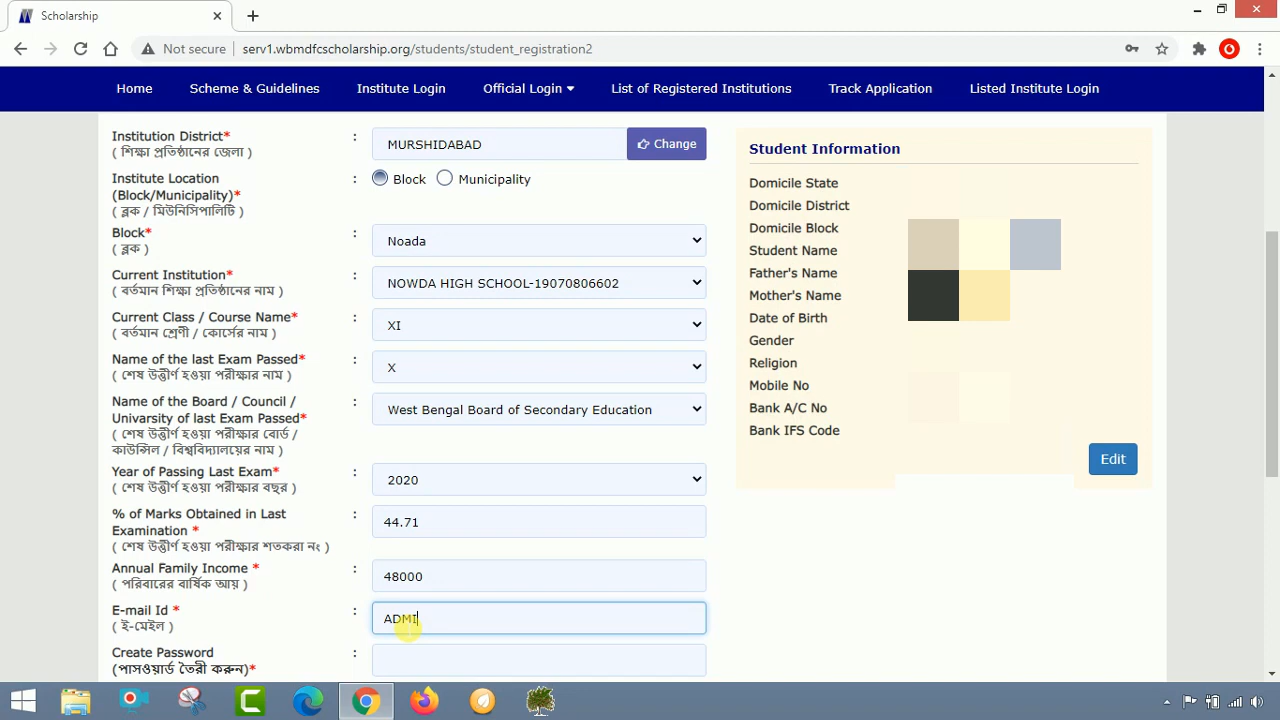 Scholarship
Not secure serv1.wbmdfcscholarship.org/students/student_registration2
Home Scheme & Guidelines Institute Login Official Login List of Registered Institutions Track Application Listed Institute Login
Institution District* : MURSHIDABAD Change
( শিক্ষা প্রতিষ্ঠানের জেলা )
Institute Location : Block Municipality
(Block/Municipality)*
( ব্লক / মিউনিসিপালিটি )
Block* : Noada
( ব্লক )
Current Institution* : NOWDA HIGH SCHOOL-19070806602
( বর্তমান শিক্ষা প্রতিষ্ঠানের নাম )
Current Class / Course Name* : XI
( বর্তমান শ্রেণী / কোর্সের নাম )
Name of the last Exam Passed* : X
( শেষ উত্তীর্ণ হওয়া পরীক্ষার নাম )
Name of the Board / Council / : West Bengal Board of Secondary Education
Univarsity of last Exam Passed*
( শেষ উত্তীর্ণ হওয়া পরীক্ষার বোর্ড /
কাউন্সিল / বিশ্ববিদ্যালয়ের নাম )
Year of Passing Last Exam* : 2020
( শেষ উত্তীর্ণ হওয়া পরীক্ষার বছর )
% of Marks Obtained in Last : 44.71
Examination *
( শেষ উত্তীর্ণ হওয়া পরীক্ষার শতকরা নং )
Annual Family Income * : 48000
( পরিবারের বার্ষিক আয় )
E-mail Id * : ADMI
( ই-মেইল )
Create Password :
(পাসওয়ার্ড তৈরী করুন)*
Student Information
Domicile State
Domicile District
Domicile Block
Student Name
Father's Name
Mother's Name
Date of Birth
Gender
Religion
Mobile No
Bank A/C No
Bank IFS Code
Edit